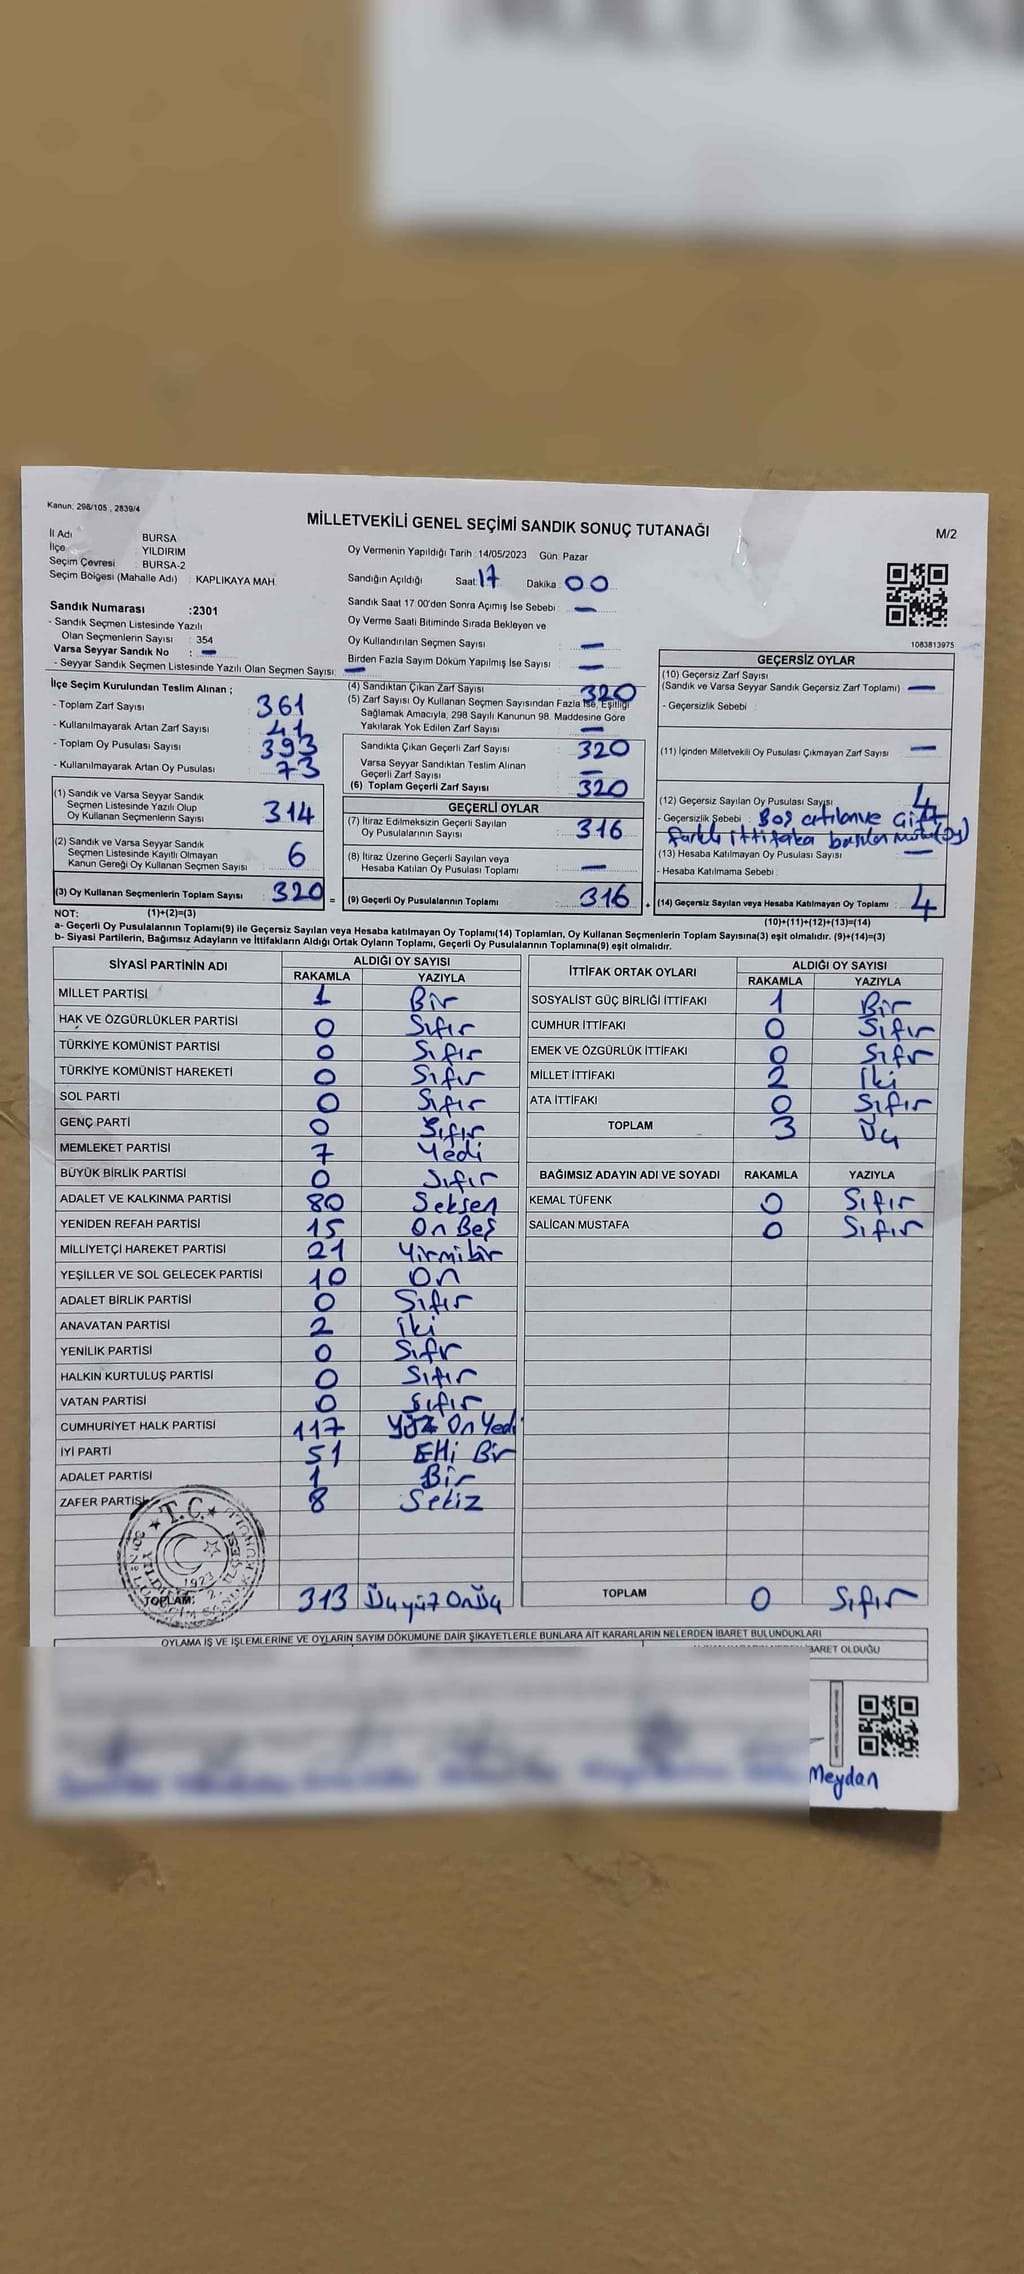 Kanun, 298/105 , 2839/4
MİLLETVEKİLİ GENEL SEÇİMİ SANDIK SONUÇ TUTANAĞI
M/2
İl Adı : BURSA
İlçe : YILDIRIM
Seçim Çevresi : BURSA-2
Seçim Bölgesi (Mahalle Adı) : KAPLIKAYA MAH.
Sandık Numarası :2301
- Sandık Seçmen Listesinde Yazılı
Olan Seçmenlerin Sayısı : 354
Varsa Seyyar Sandık No : —
- Seyyar Sandık Seçmen Listesinde Yazılı Olan Seçmen Sayısı: —
Oy Vermenin Yapıldığı Tarih :14/05/2023 Gün: Pazar
Sandığın Açıldığı Saat: 17 Dakika 00
Sandık Saat 17:00'den Sonra Açımış İse Sebebi : —
Oy Verme Saati Bitiminde Sırada Bekleyen ve
Oy Kullandırılan Seçmen Sayısı : —
Birden Fazla Sayım Döküm Yapılmış İse Sayısı : —
1083813975
İlçe Seçim Kurulundan Teslim Alınan ;
- Toplam Zarf Sayısı : 361
- Kullanılmayarak Artan Zarf Sayısı : 41
- Toplam Oy Pusulası Sayısı : 393
- Kullanılmayarak Artan Oy Pusulası : 73
(1) Sandık ve Varsa Seyyar Sandık
Seçmen Listesinde Yazılı Olup
Oy Kullanan Seçmenlerin Sayısı : 314
(2) Sandık ve Varsa Seyyar Sandık
Seçmen Listesinde Kayıtlı Olmayan
Kanun Gereği Oy Kullanan Seçmen Sayısı : 6
(3) Oy Kullanan Seçmenlerin Toplam Sayısı : 320 =
(4) Sandıktan Çıkan Zarf Sayısı : 320
(5) Zarf Sayısı Oy Kullanan Seçmen Sayısından Fazla İse, Eşitliği
Sağlamak Amacıyla, 298 Sayılı Kanunun 98. Maddesine Göre
Yakılarak Yok Edilen Zarf Sayısı : —
Sandıkta Çıkan Geçerli Zarf Sayısı : 320
Varsa Seyyar Sandıktan Teslim Alınan
Geçerli Zarf Sayısı : —
(6) Toplam Geçerli Zarf Sayısı : 320
GEÇERLİ OYLAR
(7) İtiraz Edilmeksizin Geçerli Sayılan
Oy Pusulalarının Sayısı : 316
(8) İtiraz Üzerine Geçerli Sayılan veya
Hesaba Katılan Oy Pusulası Toplamı : —
(9) Geçerli Oy Pusulalarının Toplamı : 316 +
GEÇERSİZ OYLAR
(10) Geçersiz Zarf Sayısı
(Sandık ve Varsa Seyyar Sandık Geçersiz Zarf Toplamı) : —
- Geçersizlik Sebebi :
(11) İçinden Milletvekili Oy Pusulası Çıkmayan Zarf Sayısı : —
(12) Geçersiz Sayılan Oy Pusulası Sayısı : 4
- Geçersizlik Sebebi : Boş atılan ve Çift
farklı ittifaka basılan
(13) Hesaba Katılmayan Oy Pusulası Sayısı : —
- Hesaba Katılmama Sebebi :
(14) Geçersiz Sayılan veya Hesaba Katılmayan Oy Toplamı : 4
NOT: (1)+(2)=(3)
(10)+(11)+(12)+(13)=(14)
a- Geçerli Oy Pusulalarının Toplamı(9) ile Geçersiz Sayılan veya Hesaba katılmayan Oy Toplamı(14) Toplamları, Oy Kullanan Seçmenlerin Toplam Sayısına(3) eşit olmalıdır. (9)+(14)=(3)
b- Siyasi Partilerin, Bağımsız Adayların ve İttifakların Aldığı Ortak Oyların Toplamı, Geçerli Oy Pusulalarının Toplamına(9) eşit olmalıdır.
SİYASİ PARTİNİN ADI ALDIĞI OY SAYISI
RAKAMLA YAZIYLA
MİLLET PARTİSİ 1 Bir
HAK VE ÖZGÜRLÜKLER PARTİSİ 0 Sıfır
TÜRKİYE KOMÜNİST PARTİSİ 0 Sıfır
TÜRKİYE KOMÜNİST HAREKETİ 0 Sıfır
SOL PARTİ 0 Sıfır
GENÇ PARTİ 0 Sıfır
MEMLEKET PARTİSİ 7 Yedi
BÜYÜK BİRLİK PARTİSİ 0 Sıfır
ADALET VE KALKINMA PARTİSİ 80 Seksen
YENİDEN REFAH PARTİSİ 15 On Beş
MİLLİYETÇİ HAREKET PARTİSİ 21 Yirmibir
YEŞİLLER VE SOL GELECEK PARTİSİ 10 On
ADALET BİRLİK PARTİSİ 0 Sıfır
ANAVATAN PARTİSİ 2 İki
YENİLİK PARTİSİ 0 Sıfr
HALKIN KURTULUŞ PARTİSİ 0 Sıfır
VATAN PARTİSİ 0 Sıfır
CUMHURİYET HALK PARTİSİ 117 Yüz On Yedi
İYİ PARTİ 51 Elli Bir
ADALET PARTİSİ 1 Bir
ZAFER PARTİSİ 8 Sekiz
T.C.
1923
TOPLAM: 313 Üçyüz OnÜç
İTTİFAK ORTAK OYLARI ALDIĞI OY SAYISI
RAKAMLA YAZIYLA
SOSYALİST GÜÇ BİRLİĞİ İTTİFAKI 1 Bir
CUMHUR İTTİFAKI 0 Sıfır
EMEK VE ÖZGÜRLÜK İTTİFAKI 0 Sıfır
MİLLET İTTİFAKI 2 İki
ATA İTTİFAKI 0 Sıfır
TOPLAM 3 Üç
BAĞIMSIZ ADAYIN ADI VE SOYADI RAKAMLA YAZIYLA
KEMAL TÜFENK 0 Sıfır
SALİCAN MUSTAFA 0 Sıfır
TOPLAM 0 Sıfır
OYLAMA İŞ VE İŞLEMLERİNE VE OYLARIN SAYIM DÖKÜMÜNE DAİR ŞİKAYETLERLE BUNLARA AİT KARARLARIN NELERDEN İBARET BULUNDUKLARI
İBARET OLDUĞU
Meydan